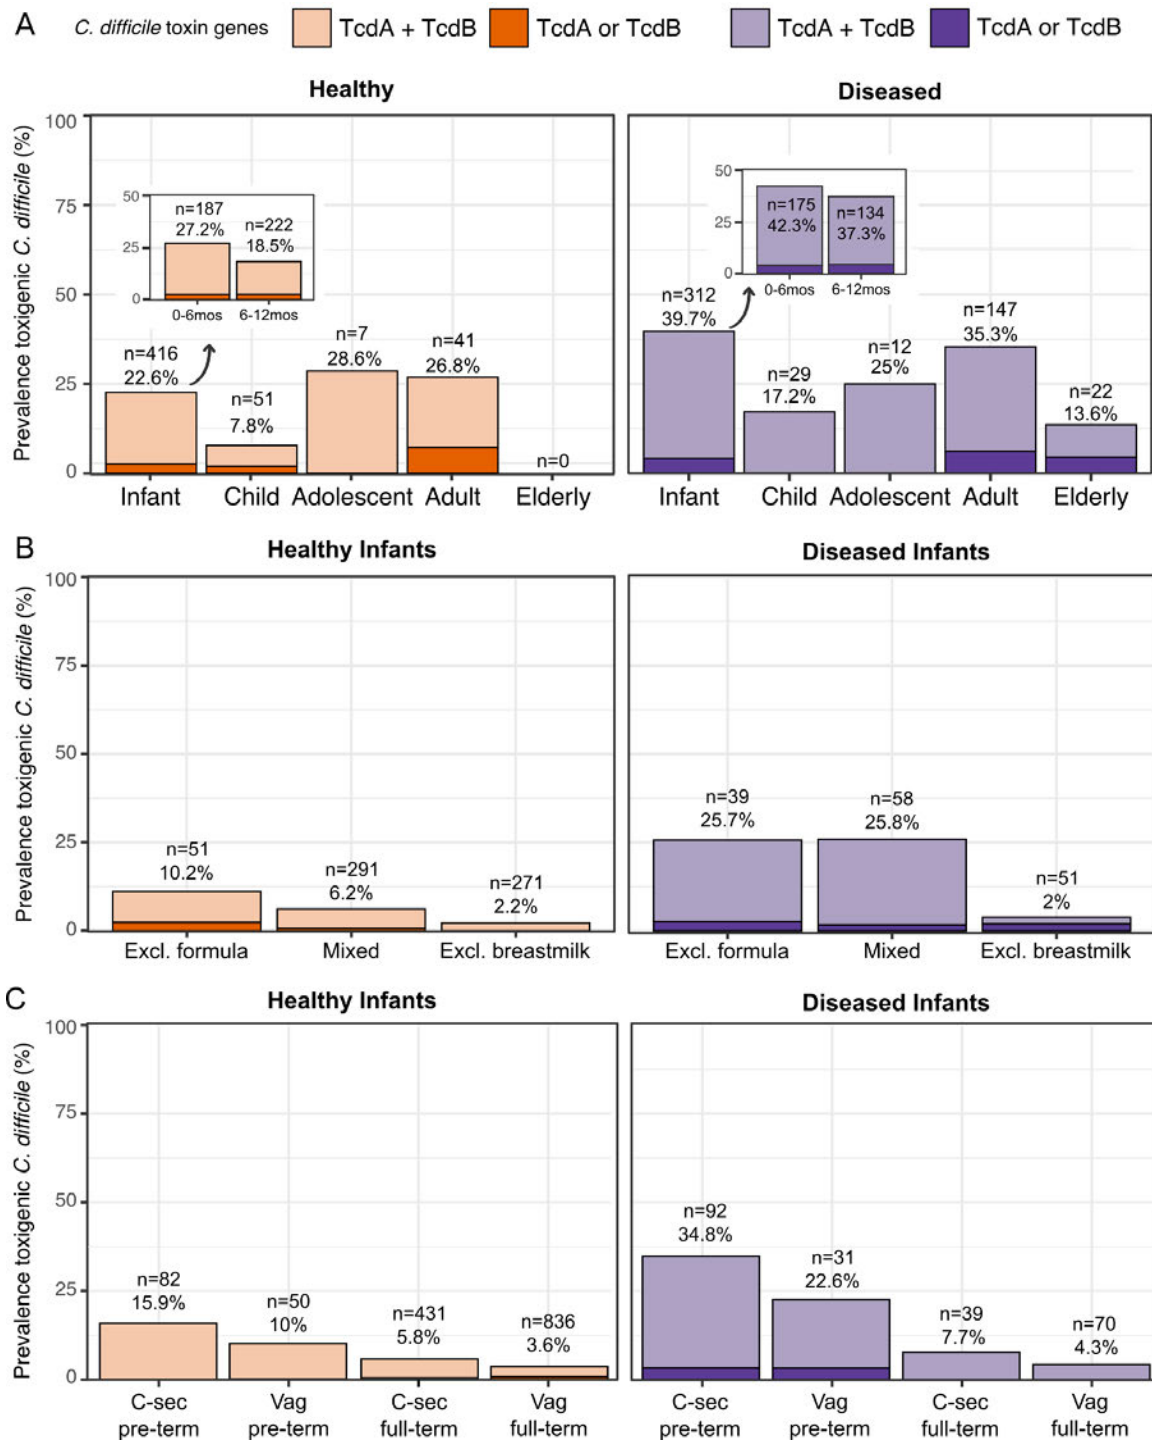 A
C. difficile toxin genes
TcdA + TcdB
TcdA or TcdB
TcdA + TcdB
TcdA or TcdB
Healthy
Diseased
Prevalence toxigenic C. difficile (%)
100
75
50
25
0
n=416
22.6%
n=51
7.8%
n=7
28.6%
n=41
26.8%
n=0
50
25
0
n=187
27.2%
n=222
18.5%
0-6mos
6-12mos
Infant
Child
Adolescent
Adult
Elderly
n=312
39.7%
n=29
17.2%
n=12
25%
n=147
35.3%
n=22
13.6%
50
25
0
n=175
42.3%
n=134
37.3%
0-6mos
6-12mos
Infant
Child
Adolescent
Adult
Elderly
B
Healthy Infants
Diseased Infants
Prevalence toxigenic C. difficile (%)
100
75
50
25
0
n=51
10.2%
n=291
6.2%
n=271
2.2%
Excl. formula
Mixed
Excl. breastmilk
n=39
25.7%
n=58
25.8%
n=51
2%
Excl. formula
Mixed
Excl. breastmilk
C
Healthy Infants
Diseased Infants
Prevalence toxigenic C. difficile (%)
100
75
50
25
0
n=82
15.9%
n=50
10%
n=431
5.8%
n=836
3.6%
C-sec
pre-term
Vag
pre-term
C-sec
full-term
Vag
full-term
n=92
34.8%
n=31
22.6%
n=39
7.7%
n=70
4.3%
C-sec
pre-term
Vag
pre-term
C-sec
full-term
Vag
full-term